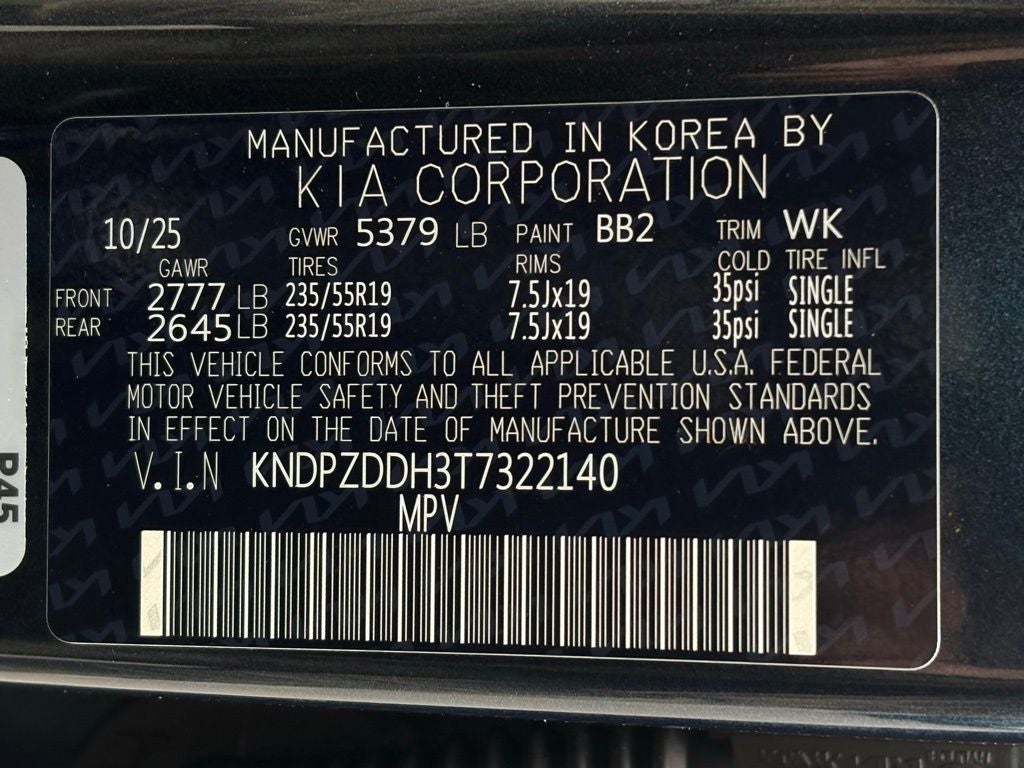 MANUFACTURED IN KOREA BY
KIA CORPORATION
10/25 GVWR 5379 LB PAINT BB2 TRIM WK
GAWR TIRES RIMS COLD TIRE INFL
FRONT 2777 LB 235/55R19 7.5Jx19 35psi SINGLE
REAR 2645 LB 235/55R19 7.5Jx19 35psi SINGLE
THIS VEHICLE CONFORMS TO ALL APPLICABLE U.S.A. FEDERAL
MOTOR VEHICLE SAFETY AND THEFT PREVENTION STANDARDS
IN EFFECT ON THE DATE OF MANUFACTURE SHOWN ABOVE.
V.I.N KNDPZDDH3T7322140
MPV
P45